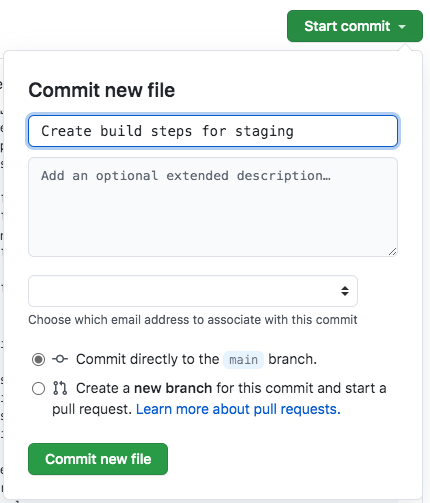 Start commit
Commit new file
Create build steps for staging
Add an optional extended description…
Choose which email address to associate with this commit
Commit directly to the main branch.
Create a new branch for this commit and start a
pull request. Learn more about pull requests.
Commit new file